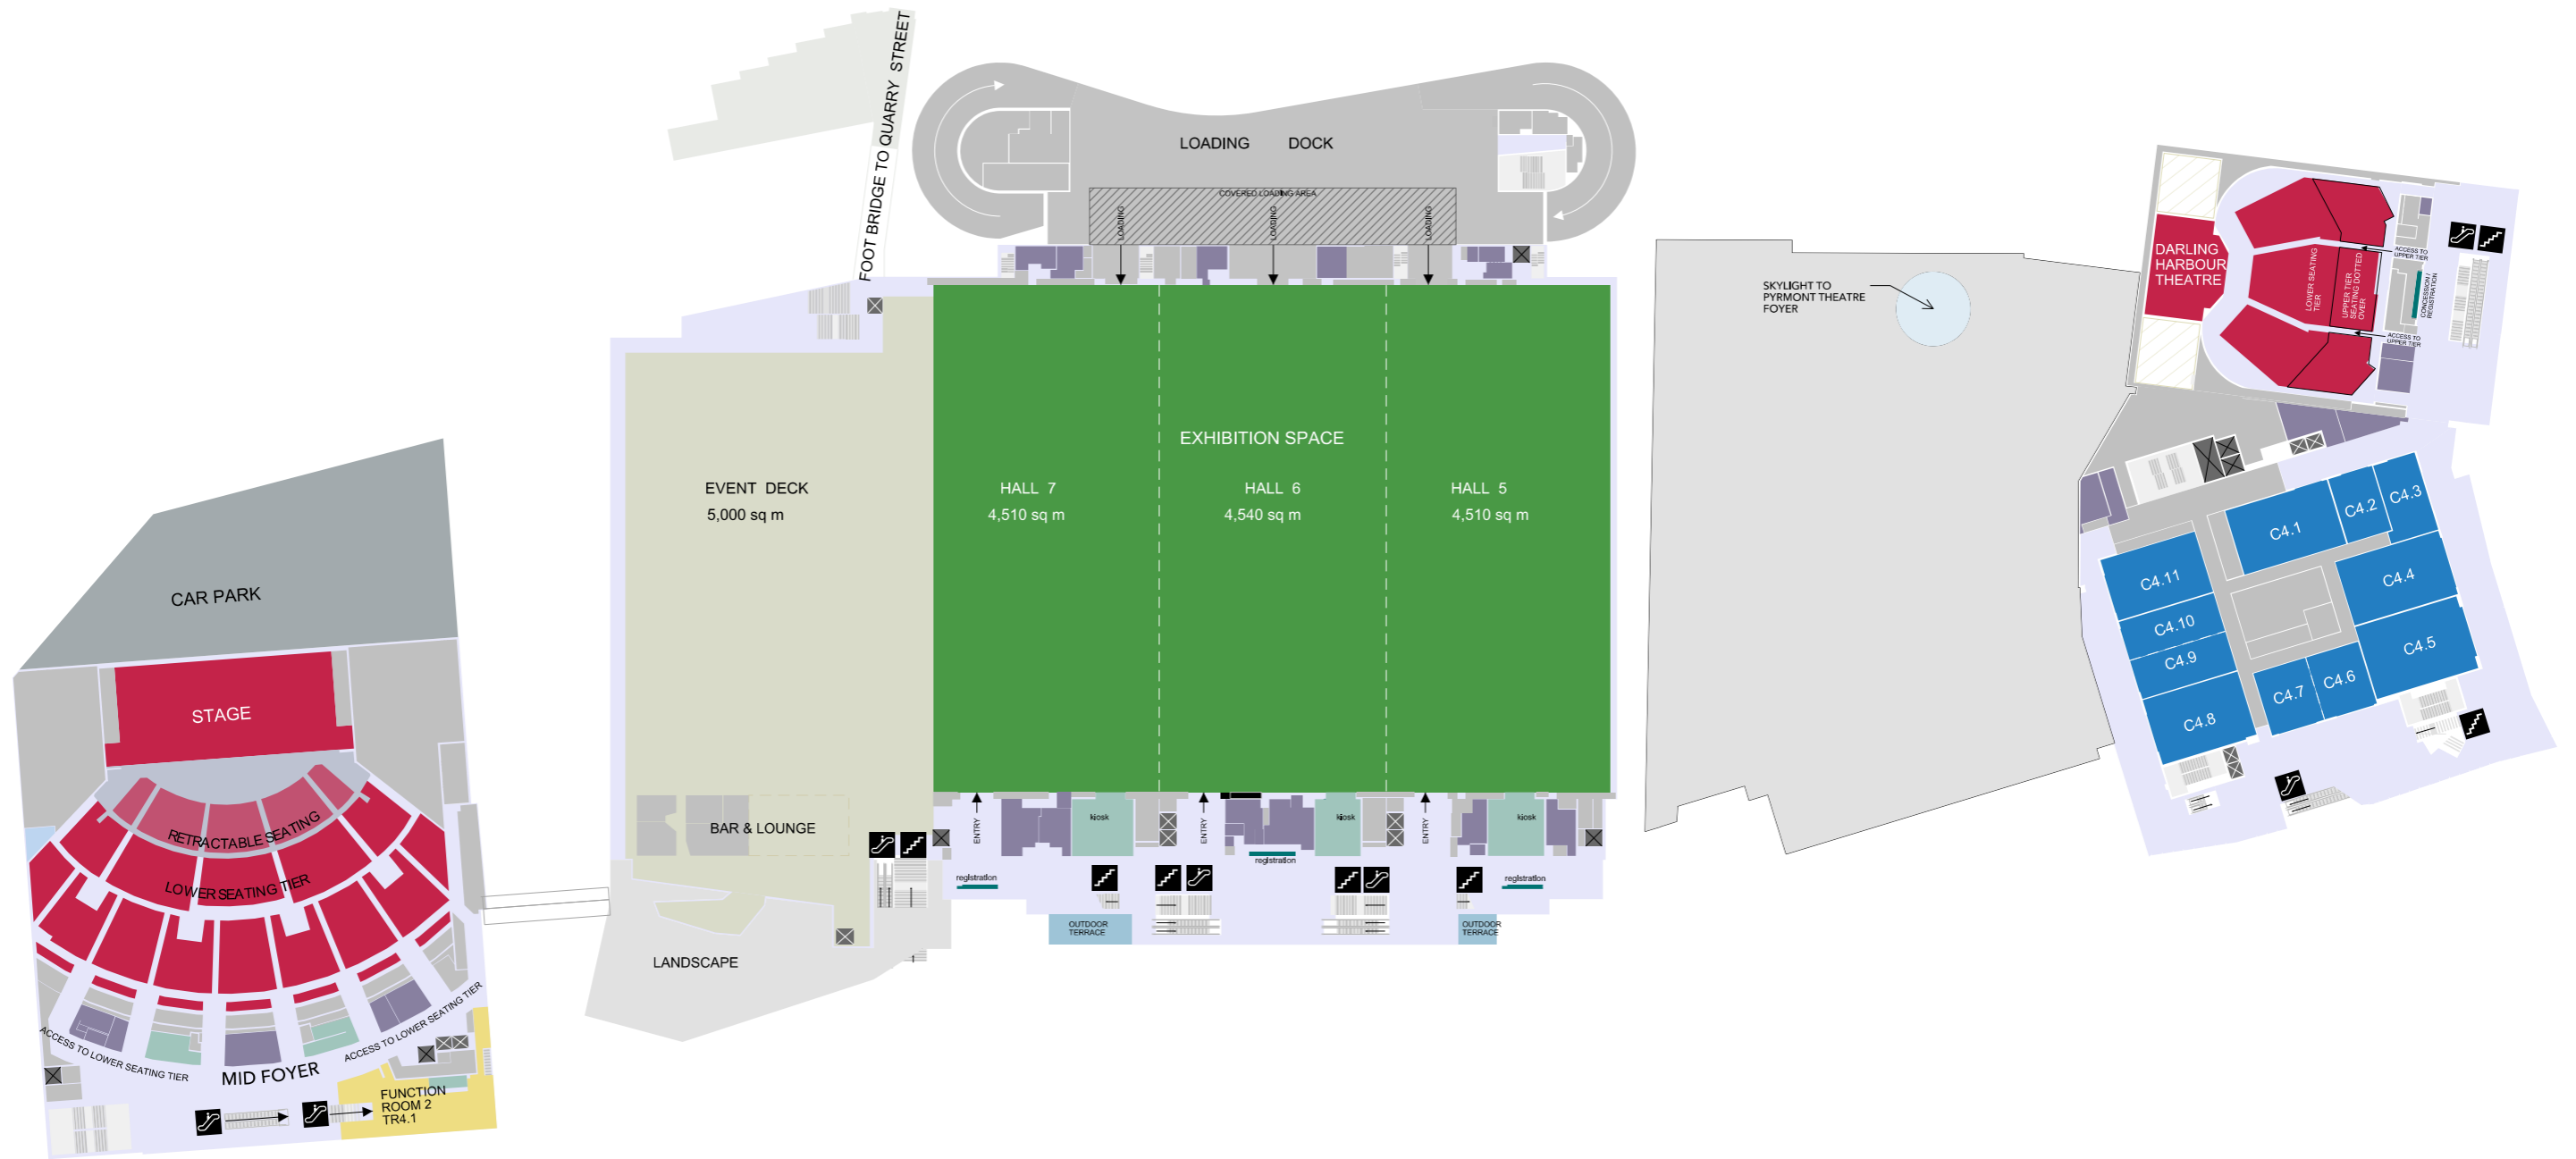 FOOT BRIDGE TO QUARRY STREET
LOADING DOCK
COVERED LOADING AREA
LOADING
LOADING
LOADING
EXHIBITION SPACE
EVENT DECK
5,000 sq m
HALL 7
4,510 sq m
HALL 6
4,540 sq m
HALL 5
4,510 sq m
BAR & LOUNGE
LANDSCAPE
ENTRY
ENTRY
ENTRY
kiosk
kiosk
kiosk
registration
registration
registration
OUTDOOR
TERRACE
OUTDOOR
TERRACE
CAR PARK
STAGE
RETRACTABLE SEATING
LOWER SEATING TIER
ACCESS TO LOWER SEATING TIER
ACCESS TO LOWER SEATING TIER
MID FOYER
FUNCTION
ROOM 2
TR4.1
SKYLIGHT TO
PYRMONT THEATRE
FOYER
DARLING
HARBOUR
THEATRE
LOWER SEATING
TIER
UPPER TIER
SEATING DOTTED
OVER
ACCESS TO
UPPER TIER
ACCESS TO
UPPER TIER
CONCESSION /
REGISTRATION
C4.1
C4.2
C4.3
C4.4
C4.5
C4.6
C4.7
C4.8
C4.9
C4.10
C4.11